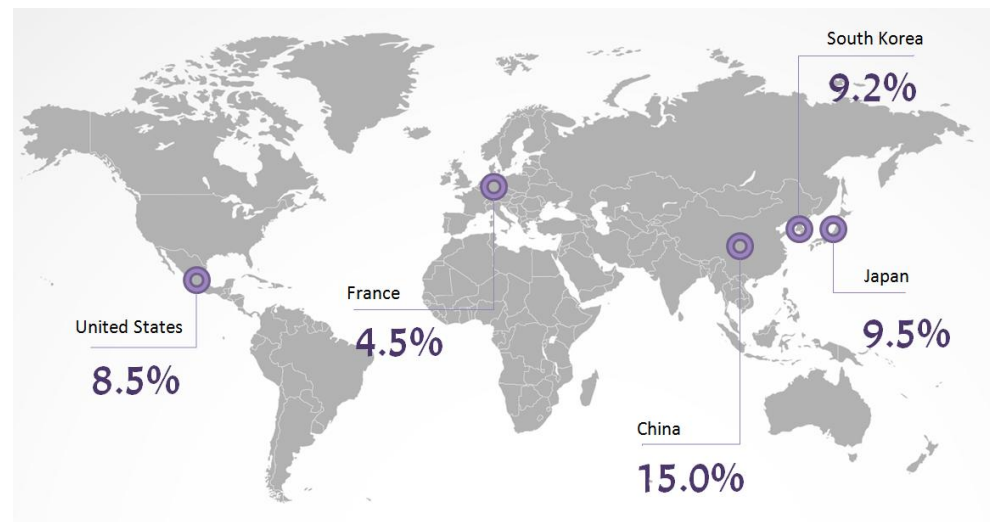 South Korea
9.2%
Japan
9.5%
France
4.5%
United States
8.5%
China
15.0%